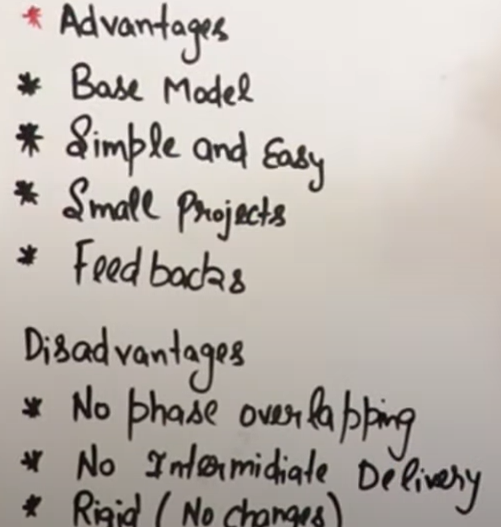 * Advantages
* Base Model
* Simple and Easy
* Small Projects
* Feedbacks
Disadvantages
* No phase overlapping
* No Intermidiate Delivery
* Rigid ( No changes)